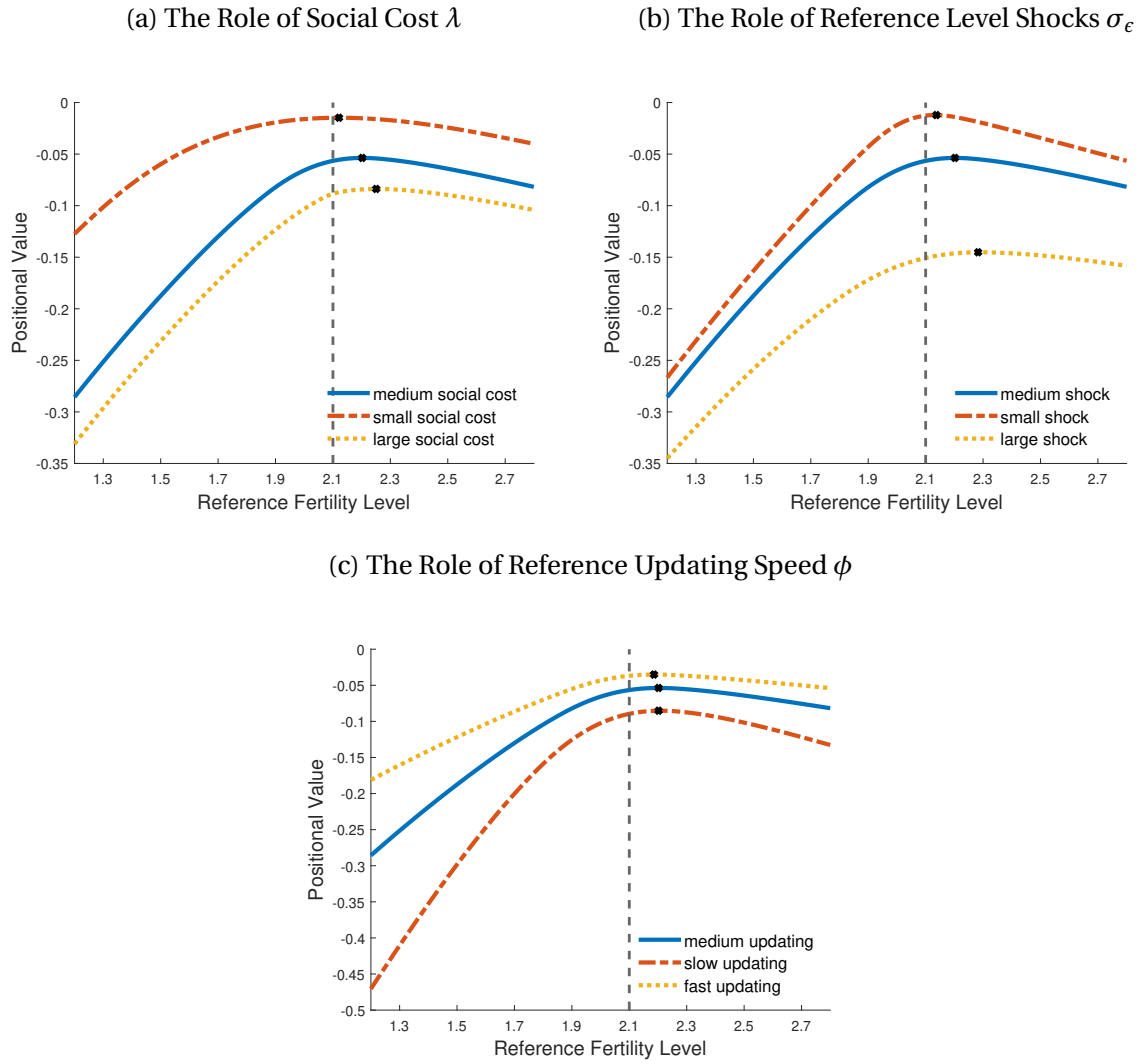 (a) The Role of Social Cost λ
0
-0.05
-0.1
-0.15
-0.2
-0.25
-0.3
-0.35
Positional Value
medium social cost
small social cost
large social cost
1.3 1.5 1.7 1.9 2.1 2.3 2.5 2.7
Reference Fertility Level
(b) The Role of Reference Level Shocks σϵ
0
-0.05
-0.1
-0.15
-0.2
-0.25
-0.3
-0.35
Positional Value
medium shock
small shock
large shock
1.3 1.5 1.7 1.9 2.1 2.3 2.5 2.7
Reference Fertility Level
(c) The Role of Reference Updating Speed ϕ
0
-0.05
-0.1
-0.15
-0.2
-0.25
-0.3
-0.35
-0.4
-0.45
-0.5
Positional Value
medium updating
slow updating
fast updating
1.3 1.5 1.7 1.9 2.1 2.3 2.5 2.7
Reference Fertility Level